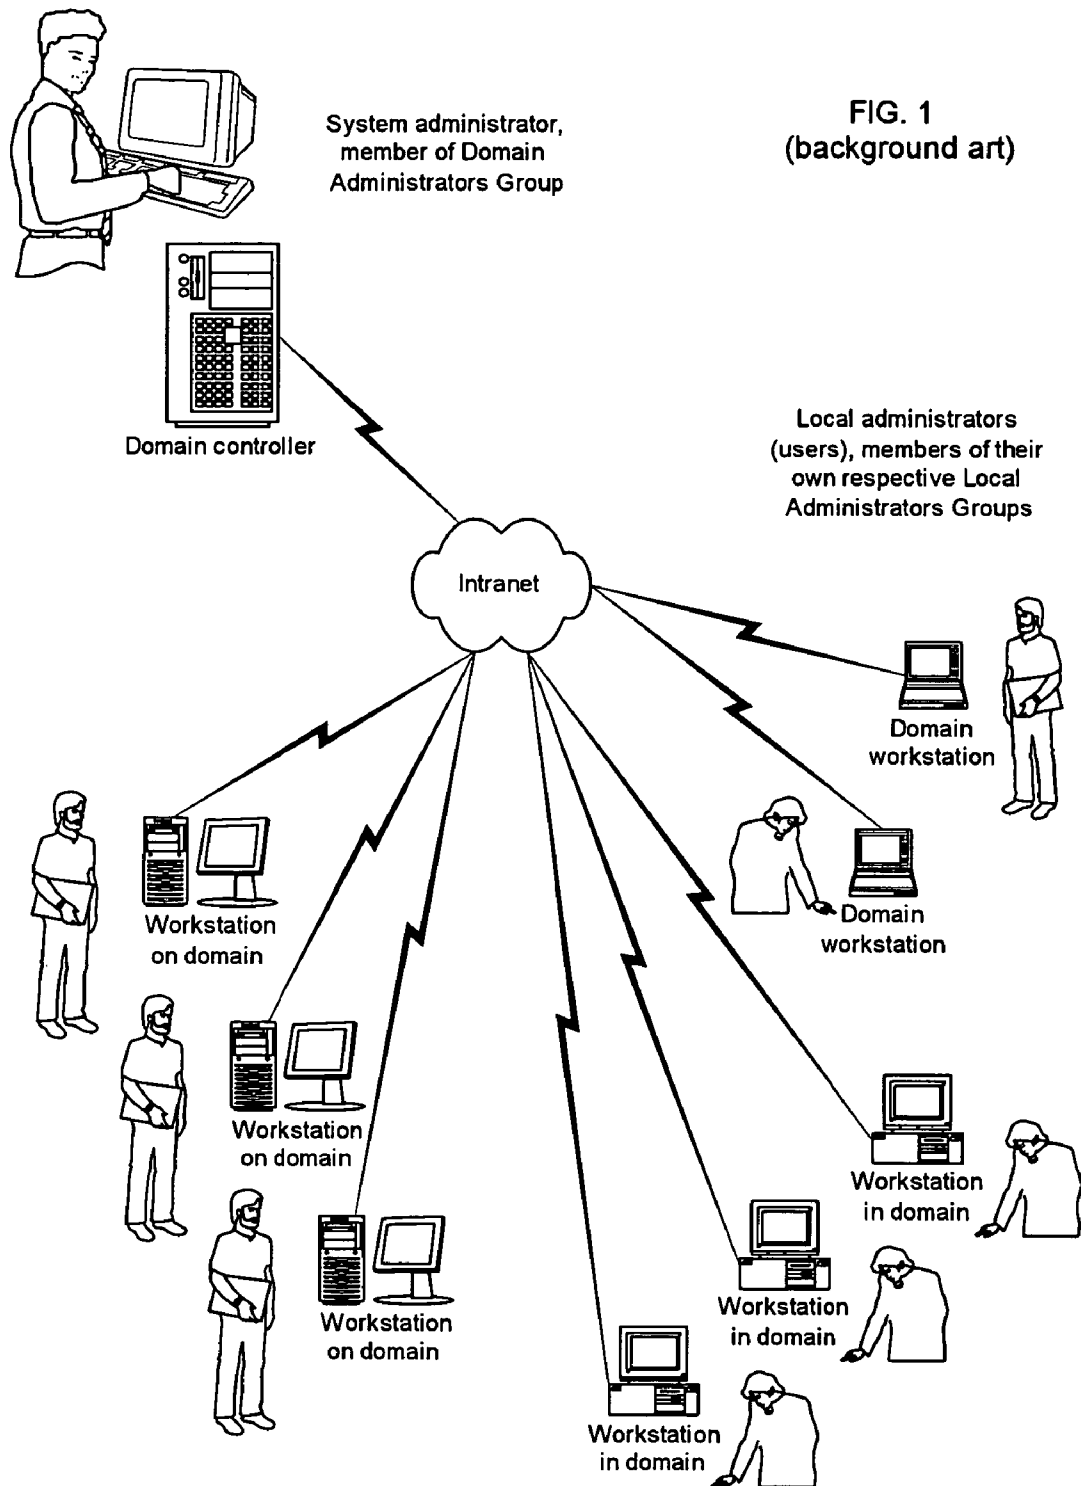 FIG. 1
(background art)
System administrator,
member of Domain
Administrators Group
Domain controller
Local administrators
(users), members of their
own respective Local
Administrators Groups
Intranet
Domain
workstation
Domain
workstation
Workstation
on domain
Workstation
on domain
Workstation
on domain
Workstation
in domain
Workstation
in domain
Workstation
in domain